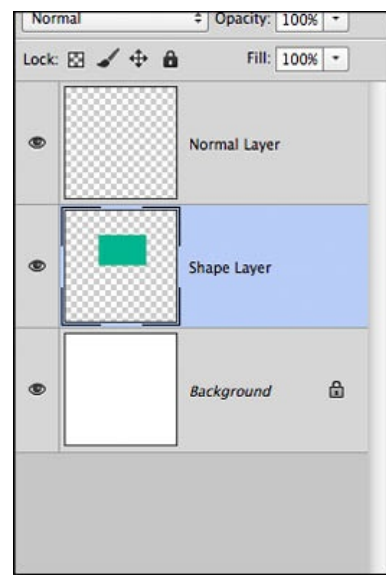 Normal Opacity: 100%
Lock: Fill: 100%
Normal Layer
Shape Layer
Background